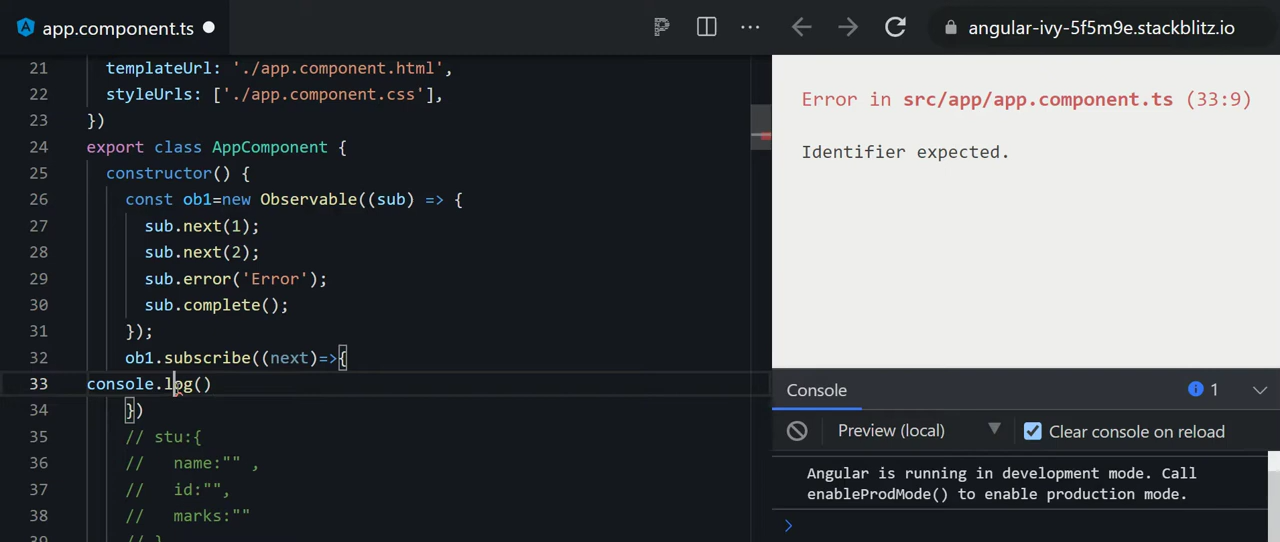 app.component.ts
angular-ivy-5f5m9e.stackblitz.io
21 templateUrl: './app.component.html',
22 styleUrls: ['./app.component.css'],
23 })
24 export class AppComponent {
25 constructor() {
26 const ob1=new Observable((sub) => {
27 sub.next(1);
28 sub.next(2);
29 sub.error('Error');
30 sub.complete();
31 });
32 ob1.subscribe((next)=>{
33 console.log()
34 })
35 // stu:{
36 // name:"" ,
37 // id:"",
38 // marks:""
39 // }
Error in src/app/app.component.ts (33:9)
Identifier expected.
Console 1
Preview (local) Clear console on reload
Angular is running in development mode. Call
enableProdMode() to enable production mode.